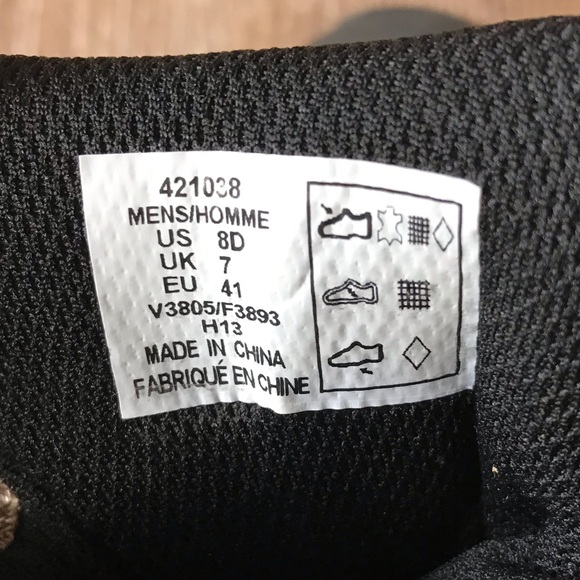 421038
MENS/HOMME
US 8D
UK 7
EU 41
V3805/F3893
H13
MADE IN CHINA
FABRIQUÉ EN CHINE